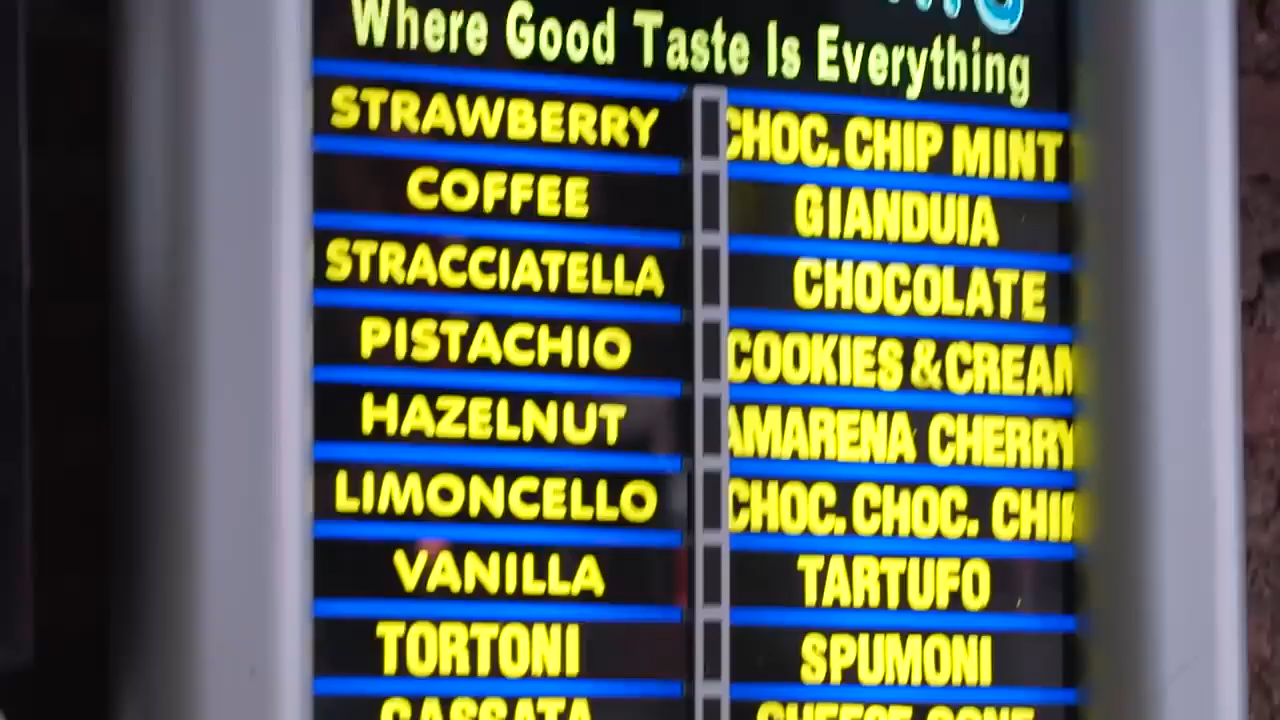 Where Good Taste Is Everything
STRAWBERRY
COFFEE
STRACCIATELLA
PISTACHIO
HAZELNUT
LIMONCELLO
VANILLA
TORTONI
CASSATA
CHOC. CHIP MINT
GIANDUIA
CHOCOLATE
COOKIES & CREAM
AMARENA CHERRY
CHOC. CHOC. CHIP
TARTUFO
SPUMONI